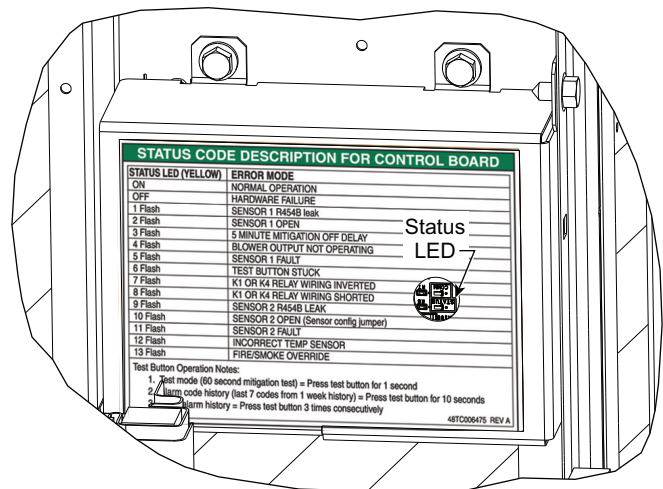 STATUS CODE DESCRIPTION FOR CONTROL BOARD
STATUS LED (YELLOW) ERROR MODE
ON NORMAL OPERATION
OFF HARDWARE FAILURE
1 Flash SENSOR 1 R454B leak
2 Flash SENSOR 1 OPEN
3 Flash 5 MINUTE MITIGATION OFF DELAY
4 Flash BLOWER OUTPUT NOT OPERATING
5 Flash SENSOR 1 FAULT
6 Flash TEST BUTTON STUCK
7 Flash K1 OR K4 RELAY WIRING INVERTED
8 Flash K1 OR K4 RELAY WIRING SHORTED
9 Flash SENSOR 2 R454B LEAK
10 Flash SENSOR 2 OPEN (Sensor config jumper)
11 Flash SENSOR 2 FAULT
12 Flash INCORRECT TEMP SENSOR
13 Flash FIRE/SMOKE OVERRIDE
Status
LED
STATUS
Test Button Operation Notes:
1. Test mode (60 second mitigation test) = Press test button for 1 second
2. code history (last 7 codes from 1 week history) = Press test button for 10 seconds
alarm history = Press test button 3 times consecutively
48TC006475 REV A